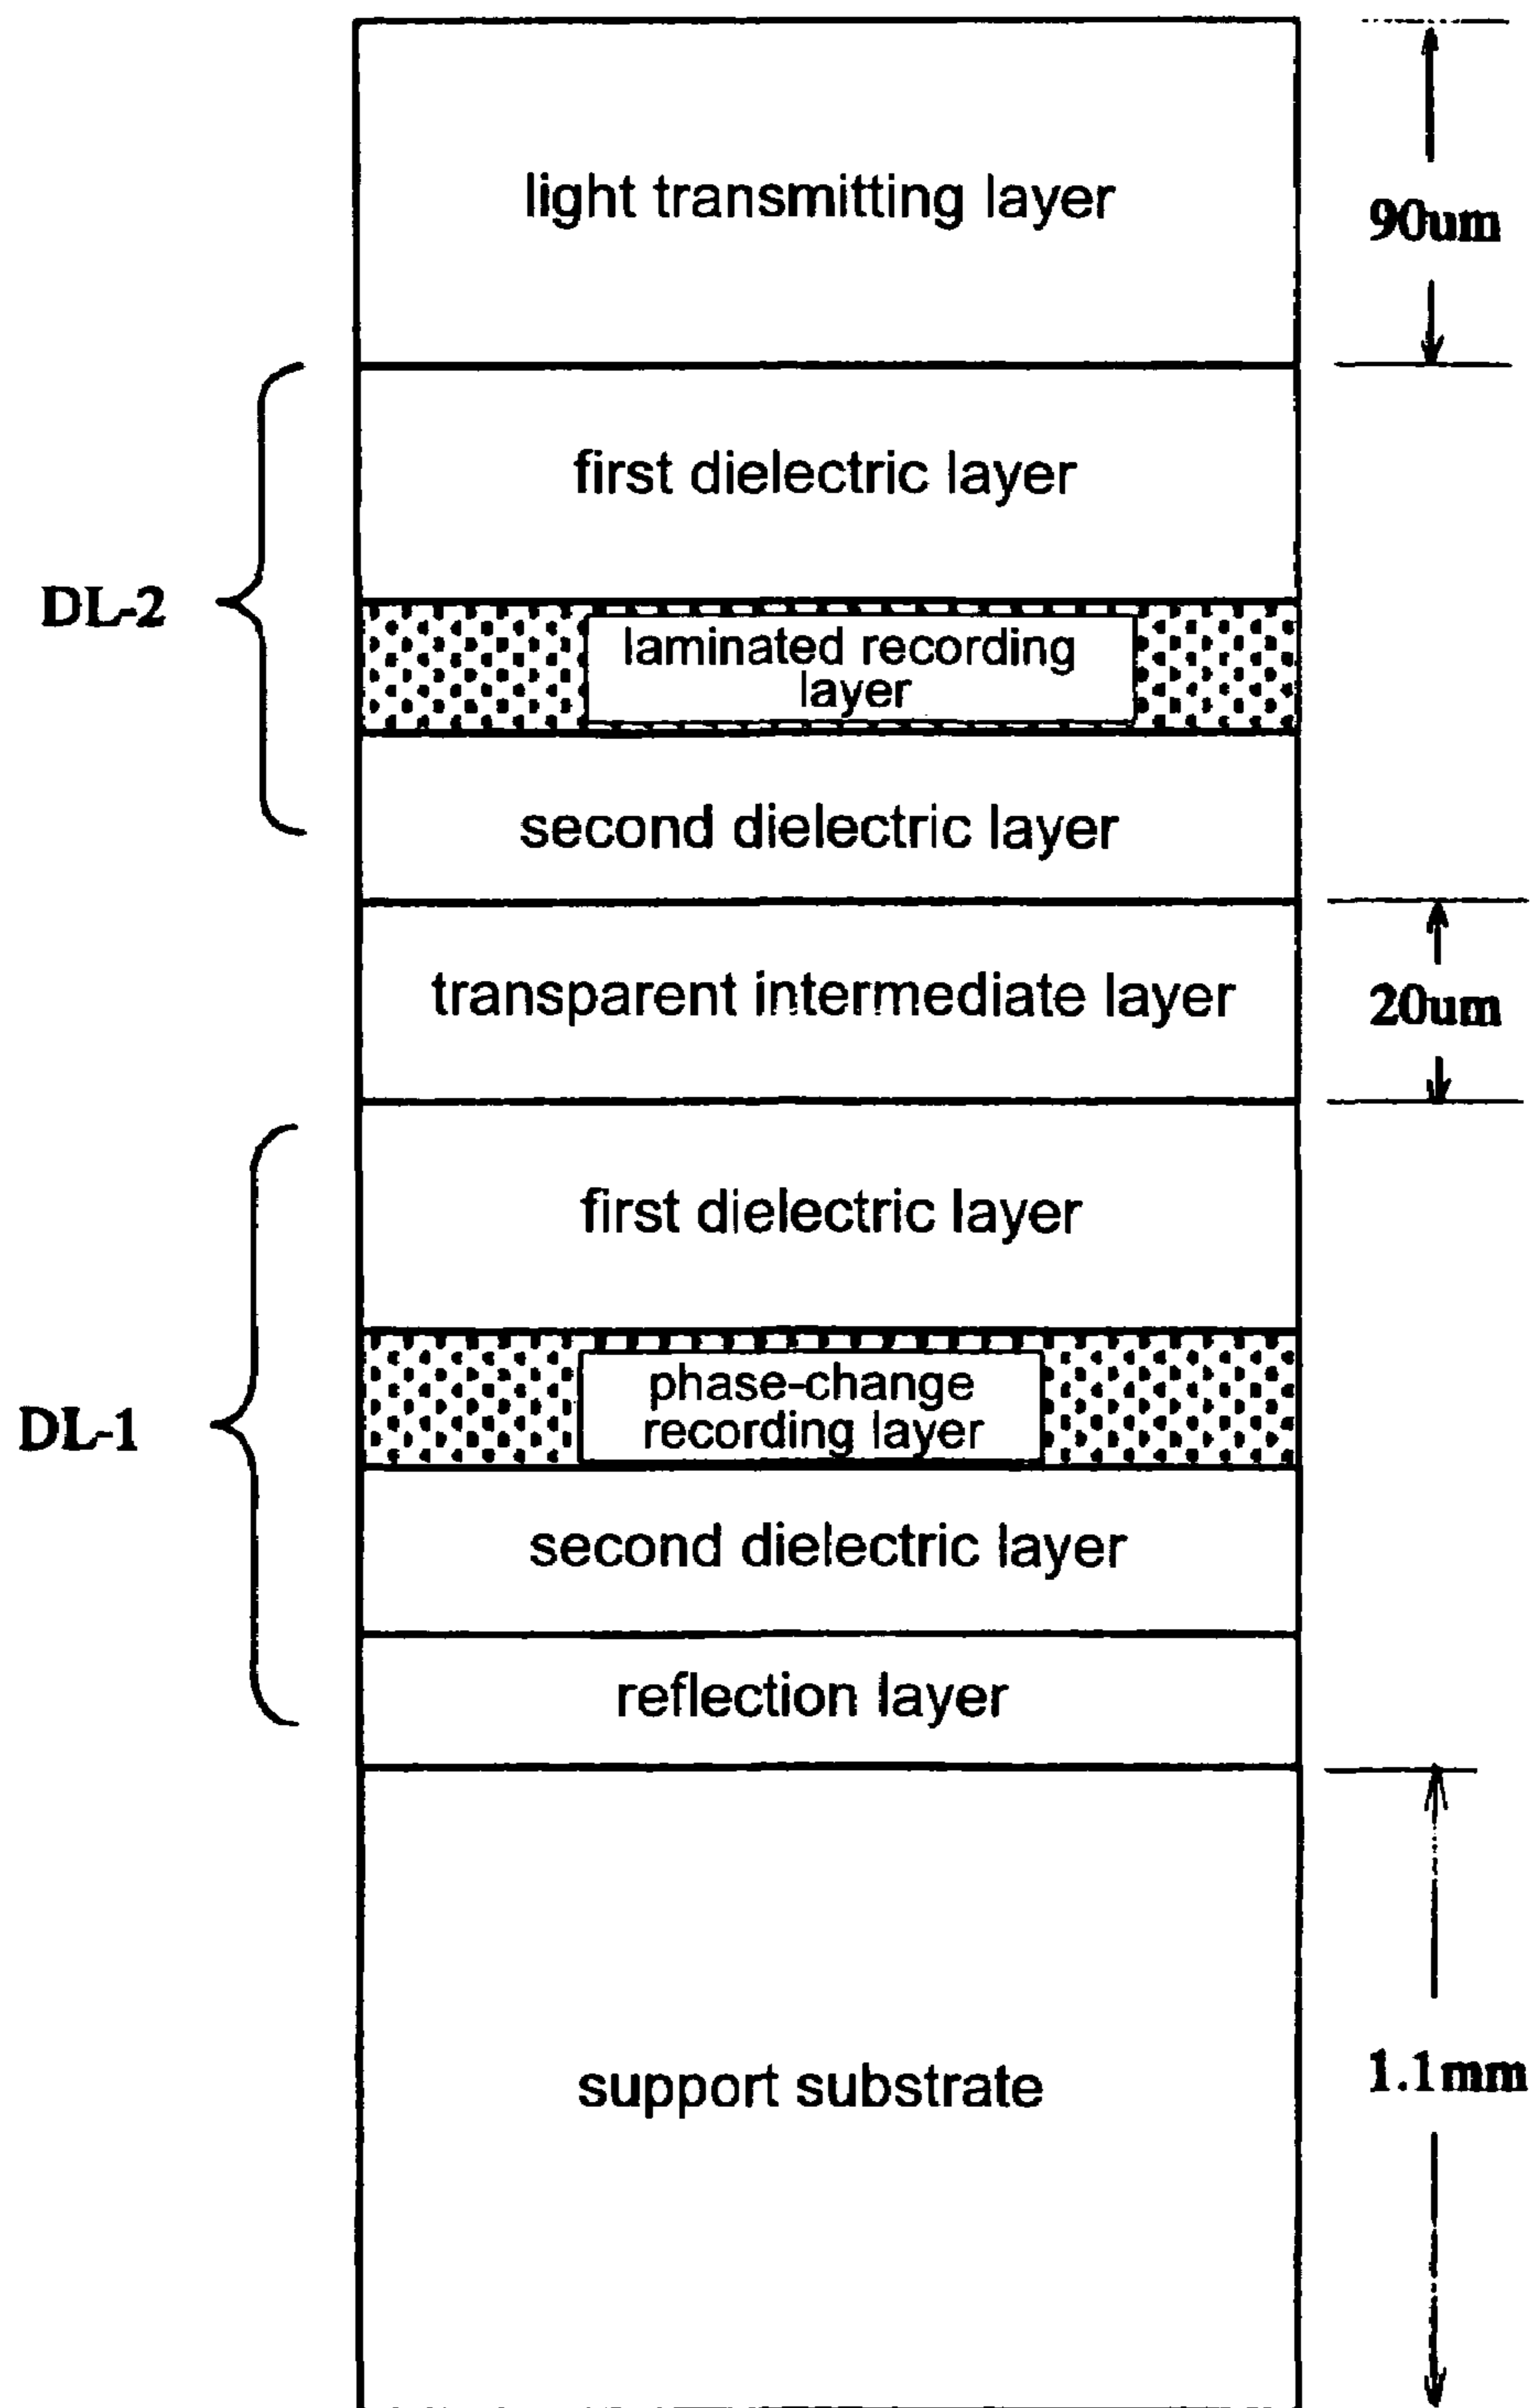 light transmitting layer
90um
first dielectric layer
DL-2
laminated recording
layer
second dielectric layer
transparent intermediate layer
20um
first dielectric layer
DL-1
phase-change
recording layer
second dielectric layer
reflection layer
support substrate
1.1mm